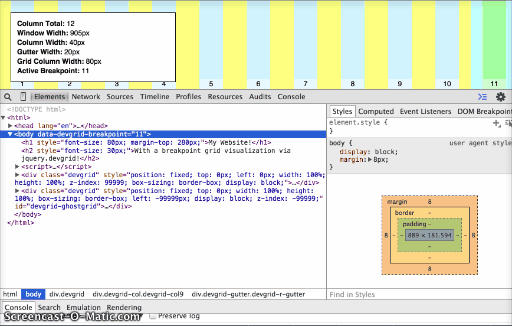 Column Total: 12
Window Width: 905px
Column Width: 40px
Gutter Width: 20px
Grid Column Width: 80px
Active Breakpoint: 11
1 2 3 4 5 6 7 8 9 10 11
Elements Network Sources Timeline Profiles Resources Audits Console
<!DOCTYPE html>
<html>
<head lang="en">…</head>
<body data-devgrid-breakpoint="11">
<h1 style="font-size: 80px; margin-top: 280px;">My Website!</h1>
<h2 style="font-size: 30px;">With a breakpoint grid visualization via
jquery.devgrid!</h2>
<script>…</script>
<div class="devgrid" style="position: fixed; top: 0px; left: 0px; width: 100%; height: 100%; z-index: 99999; box-sizing: border-box; display: block;">…</div>
<div class="devgrid" style="position: fixed; top: 0px; width: 100%; height: 100%; box-sizing: border-box; left: -99999px; display: block; z-index: -99999;" id="devgrid-ghostgrid">…</div>
</body>
</html>
html body div.devgrid div.devgrid-col.devgrid-col9 div.devgrid-gutter.devgrid-r-gutter
Styles Computed Event Listeners DOM Breakpoin
element.style {
}
body { user agent style
display: block;
margin: 8px;
}
margin 8
border -
padding -
8 - - 889 × 181.594 - - 8
-
-
8
Find in Styles
Console Search Emulation Rendering
Screencast-O-Matic.com Preserve log